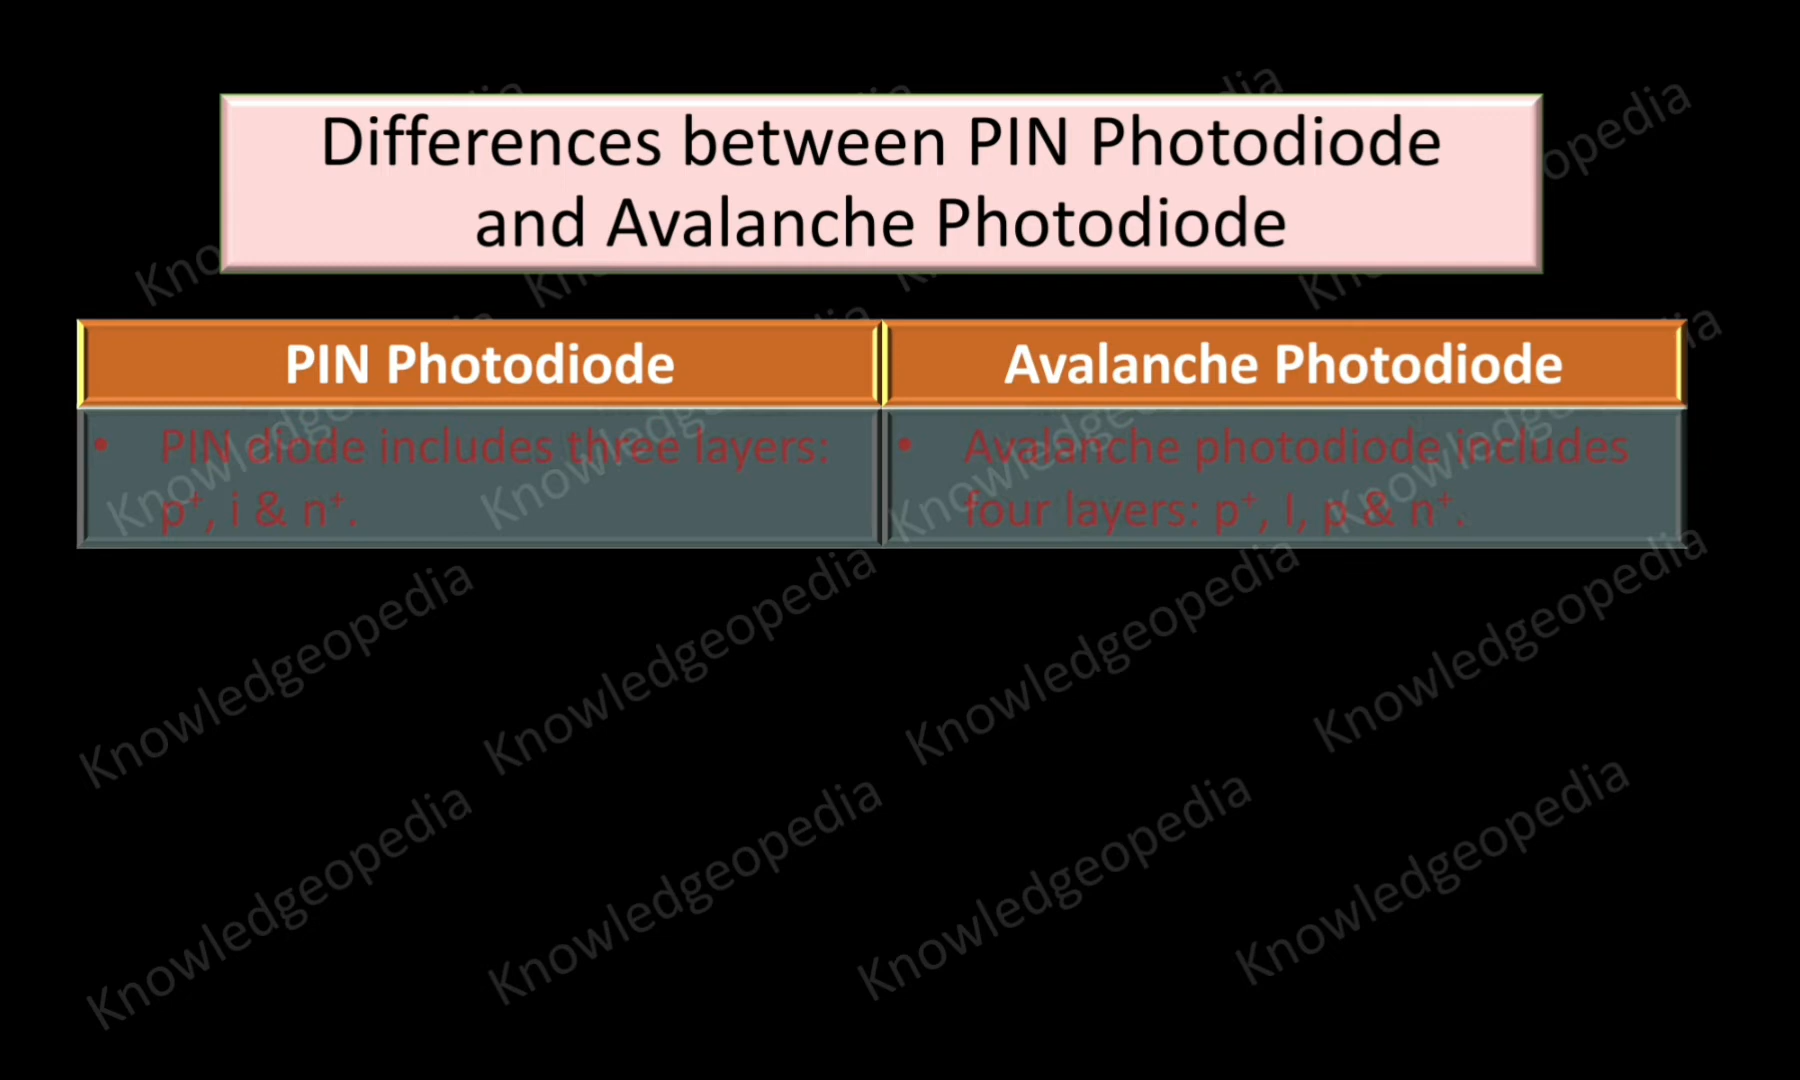 Differences between PIN Photodiode
and Avalanche Photodiode
PIN Photodiode
Avalanche Photodiode
• PIN diode includes three layers:
p⁺, i & n⁺.
• Avalanche photodiode includes
four layers: p⁺, I, p & n⁺.
Knowledgeopedia
Knowledgeopedia
Knowledgeopedia
Knowledgeopedia
Knowledgeopedia
Knowledgeopedia
Knowledgeopedia
Knowledgeopedia